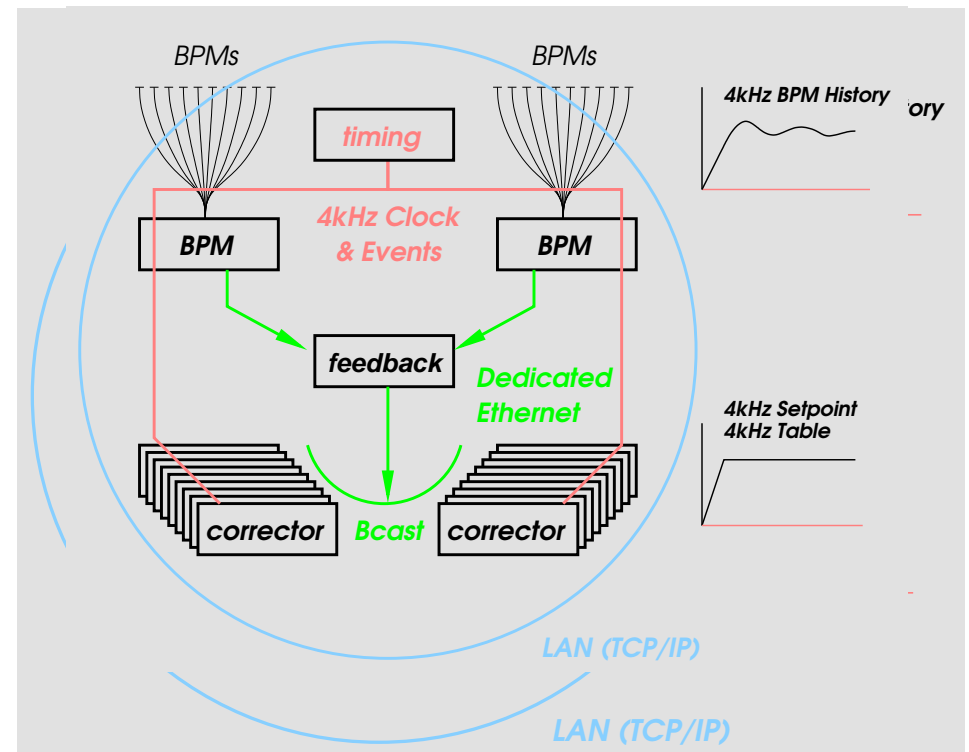 BPMs
BPMs
4kHz BPM History
ory
timing
4kHz Clock
& Events
BPM
BPM
feedback
Dedicated
Ethernet
4kHz Setpoint
4kHz Table
corrector
Bcast
corrector
LAN (TCP/IP)
LAN (TCP/IP)